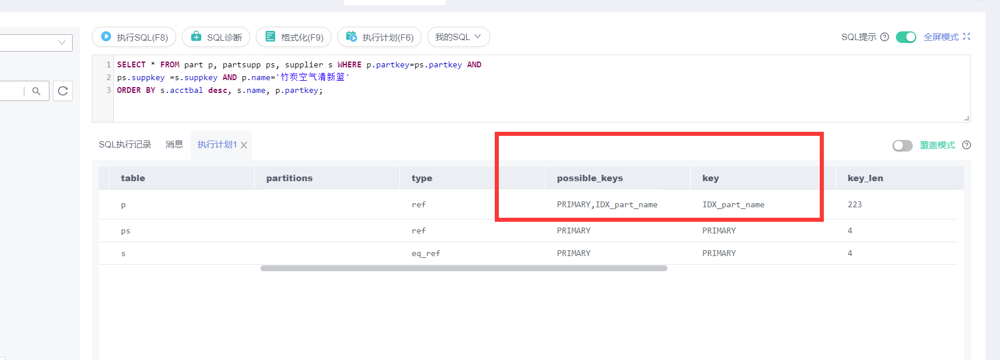 执行SQL(F8) SQL诊断 格式化(F9) 执行计划(F6) 我的SQL SQL提示 全屏模式
1 SELECT * FROM part p, partsupp ps, supplier s WHERE p.partkey=ps.partkey AND
2 ps.suppkey =s.suppkey AND p.name='竹炭空气清新篮'
3 ORDER BY s.acctbal desc, s.name, p.partkey;
SQL执行记录 消息 执行计划1 覆盖模式
table partitions type possible_keys key key_len
p ref PRIMARY,IDX_part_name IDX_part_name 223
ps ref PRIMARY PRIMARY 4
s eq_ref PRIMARY PRIMARY 4